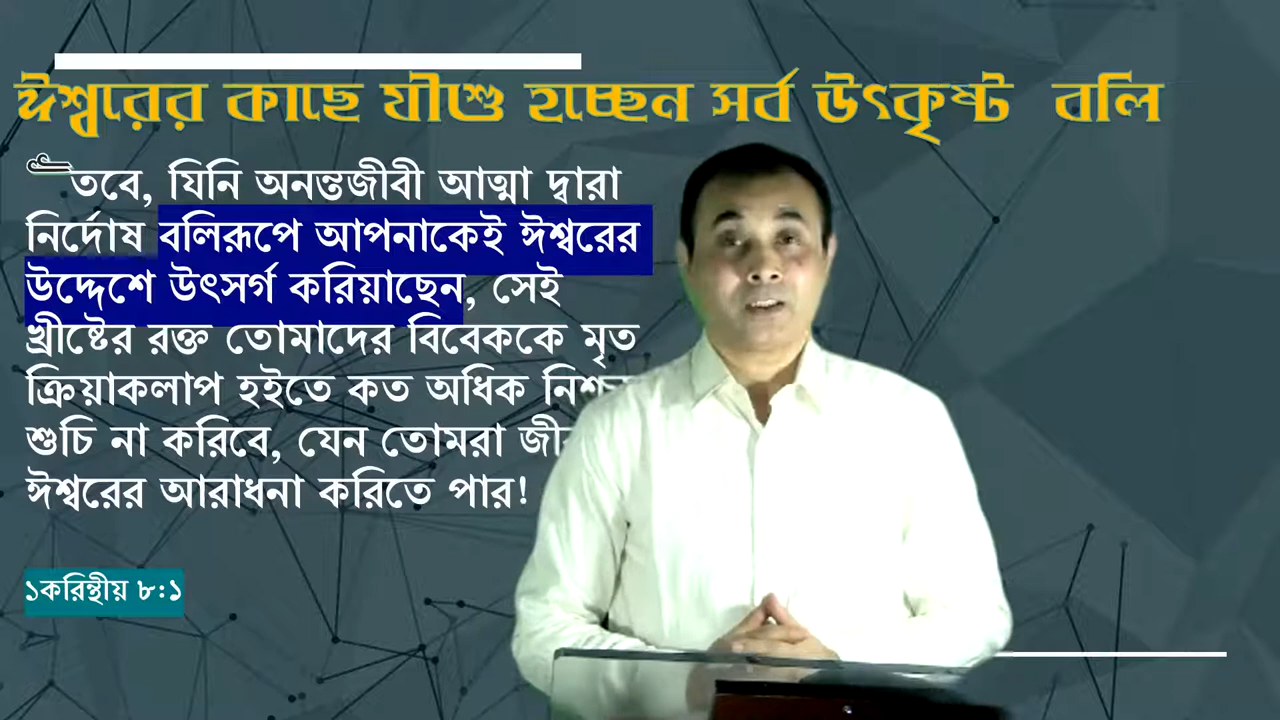 ঈশ্বরের কাছে যীশু হচ্ছেন সর্ব উৎকৃষ্ট বলি
তবে, যিনি অনন্তজীবী আত্মা দ্বারা
নির্দোষ বলিরূপে আপনাকেই ঈশ্বরের
উদ্দেশে উৎসর্গ করিয়াছেন, সেই
খ্রীষ্টের রক্ত তোমাদের বিবেককে মৃত
ক্রিয়াকলাপ হইতে কত অধিক
শুচি না করিবে, যেন তোমরা
ঈশ্বরের আরাধনা করিতে পার!
১করিন্থীয় ৮:১